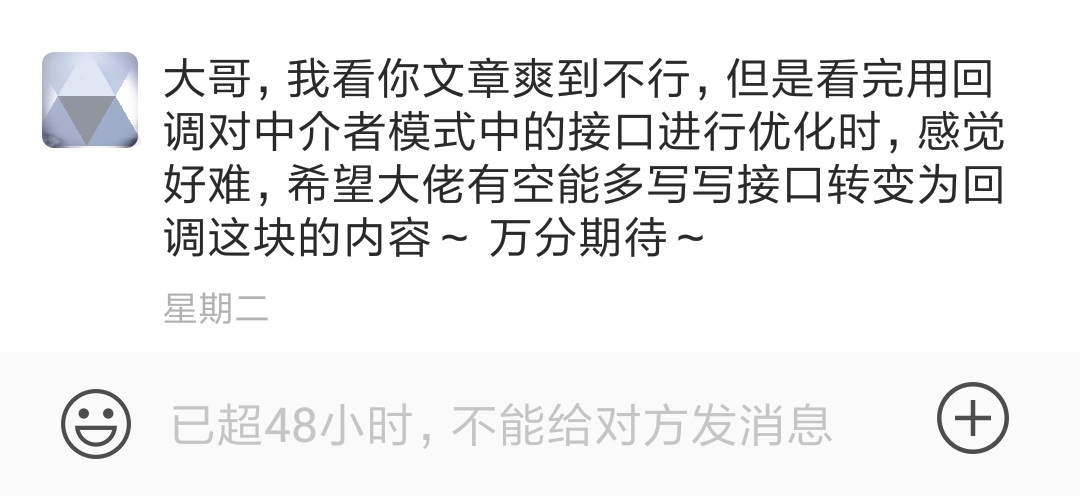 大哥，我看你文章爽到不行，但是看完用回
调对中介者模式中的接口进行优化时，感觉
好难，希望大佬有空能多写写接口转变为回
调这块的内容～ 万分期待～
星期二
已超48小时，不能给对方发消息